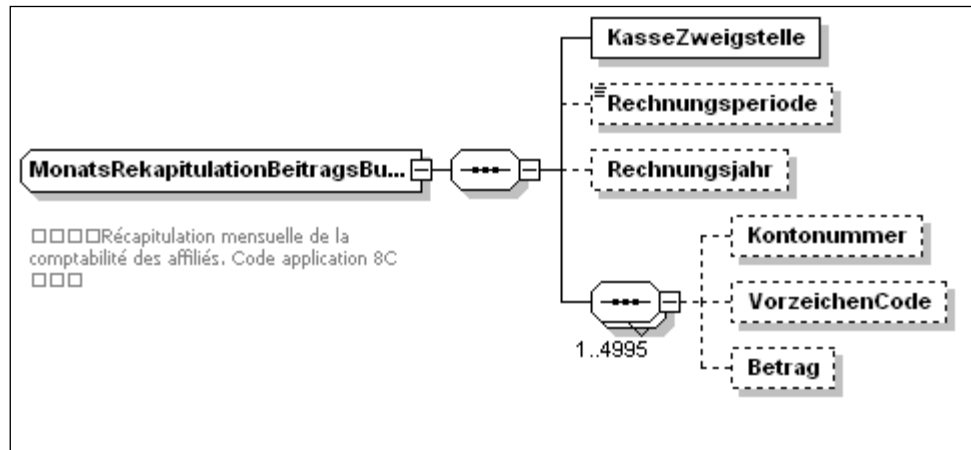 KasseZweigstelle
Rechnungsperiode
MonatsRekapitulationBeitragsBu...
Rechnungsjahr
□□□□Récapitulation mensuelle de la
comptabilité des affiliés. Code application 8C
□□□
Kontonummer
VorzeichenCode
1..4995
Betrag